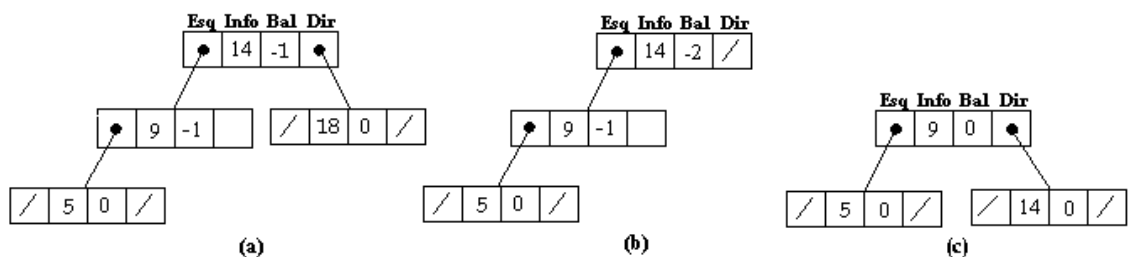 Esq Info Bal Dir
14 -1
9 -1
/ 18 0 /
/ 5 0 /
(a)
Esq Info Bal Dir
14 -2 /
9 -1
/ 5 0 /
(b)
Esq Info Bal Dir
9 0
/ 5 0 /
/ 14 0 /
(c)